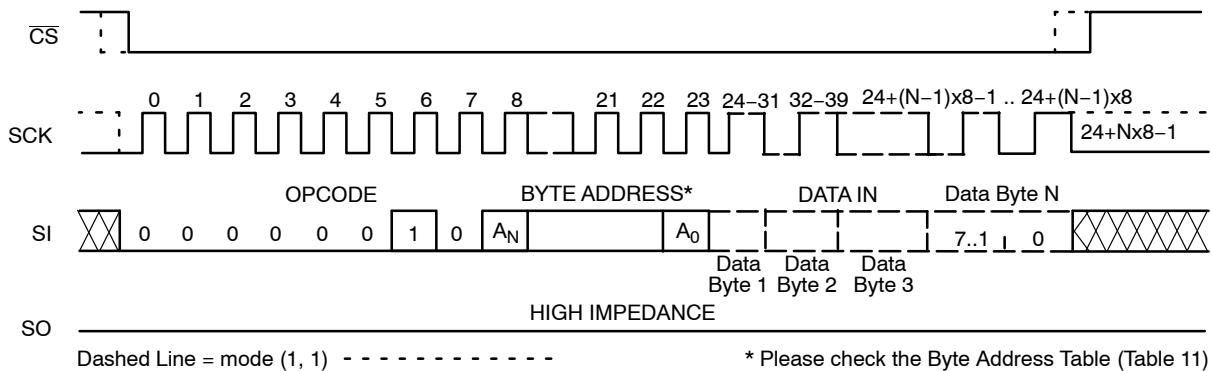 CS
0 1 2 3 4 5 6 7 8 21 22 23 24–31 32–39 24+(N–1)x8–1 .. 24+(N–1)x8
SCK
24+Nx8–1
OPCODE BYTE ADDRESS* DATA IN Data Byte N
SI 0 0 0 0 0 0 1 0 AN A0 7..1 0
Data Byte 1 Data Byte 2 Data Byte 3
HIGH IMPEDANCE
SO
Dashed Line = mode (1, 1) * Please check the Byte Address Table (Table 11)